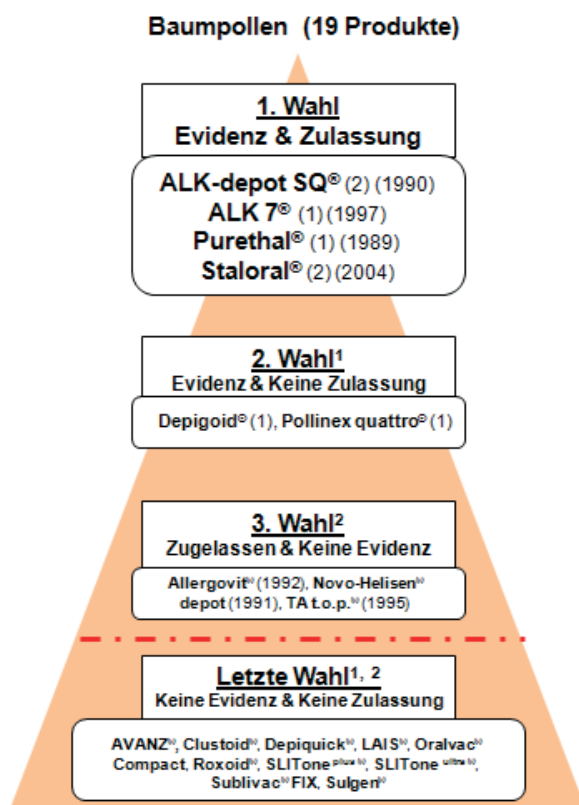 Baumpollen (19 Produkte)
1. Wahl
Evidenz & Zulassung
ALK-depot SQ® (2) (1990)
ALK 7® (1) (1997)
Purethal® (1) (1989)
Staloral® (2) (2004)
2. Wahl¹
Evidenz & Keine Zulassung
Depigoid® (1), Pollinex quattro® (1)
3. Wahl²
Zugelassen & Keine Evidenz
Allergovit® (1992), Novo-Helisen®
depot (1991), TA t.o.p.® (1995)
Letzte Wahl¹, ²
Keine Evidenz & Keine Zulassung
AVANZ®, Clustoid®, Depiquick®, LAIS®, Oralvac®
Compact, Roxoid®, SLITone plus®, SLITone ultra®,
Sublivac® FIX, Sulgen®